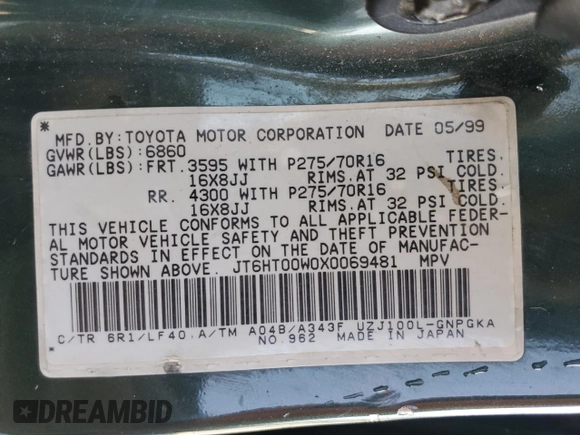 *
MFD.BY:TOYOTA MOTOR CORPORATION DATE 05/99
GVWR(LBS):6860
GAWR(LBS):FRT.3595 WITH P275/70R16 TIRES.
16X8JJ RIMS.AT 32 PSI COLD.
RR. 4300 WITH P275/70R16 TIRES.
16X8JJ RIMS.AT 32 PSI COLD.
THIS VEHICLE CONFORMS TO ALL APPLICABLE FEDER-
AL MOTOR VEHICLE SAFETY AND THEFT PREVENTION
STANDARDS IN EFFECT ON THE DATE OF MANUFAC-
TURE SHOWN ABOVE. JT6HT00W0X0069481 MPV
C/TR 6R1/LF40.A/TM A04B/A343F UZJ100L-GNPGKA
NO.962 MADE IN JAPAN
*
DREAMBID